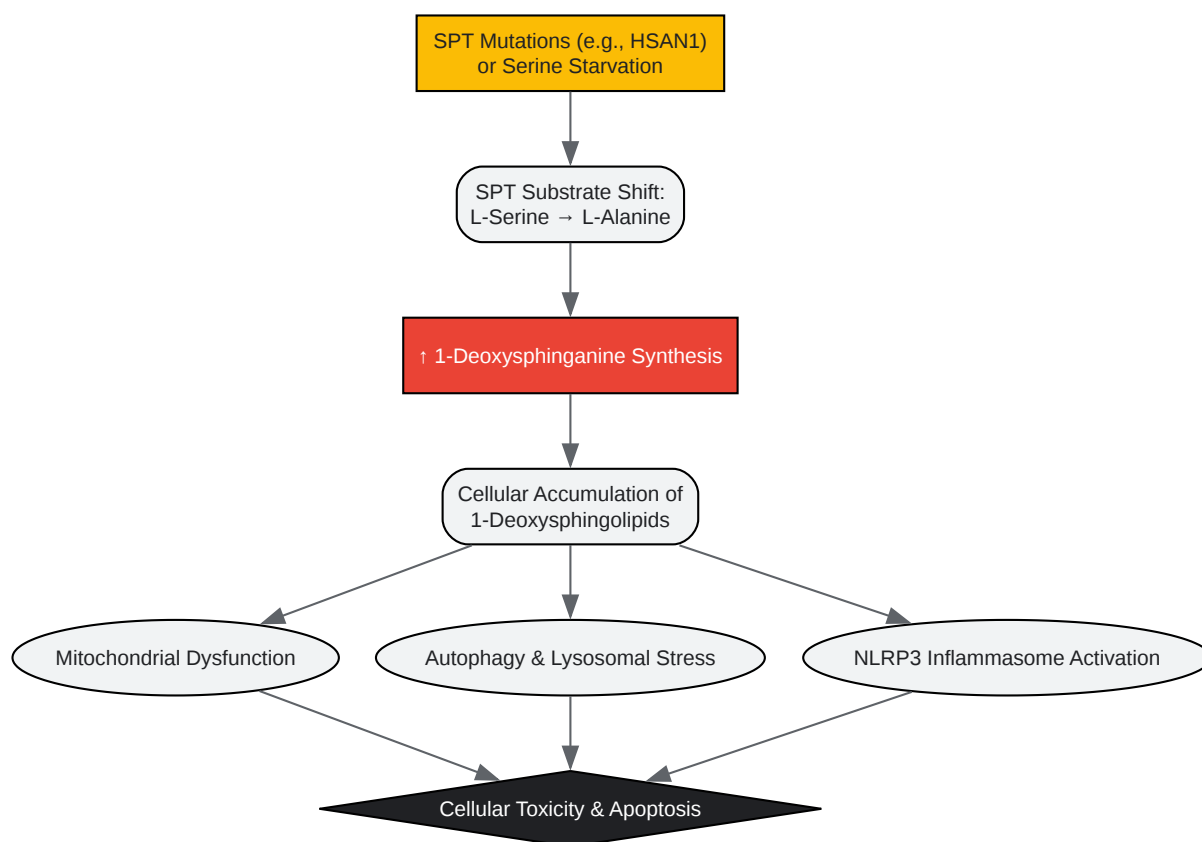 SPT Mutations (e.g., HSAN1)
or Serine Starvation
SPT Substrate Shift:
L-Serine → L-Alanine
↑ 1-Deoxysphinganine Synthesis
Cellular Accumulation of
1-Deoxysphingolipids
Mitochondrial Dysfunction
Autophagy & Lysosomal Stress
NLRP3 Inflammasome Activation
Cellular Toxicity & Apoptosis